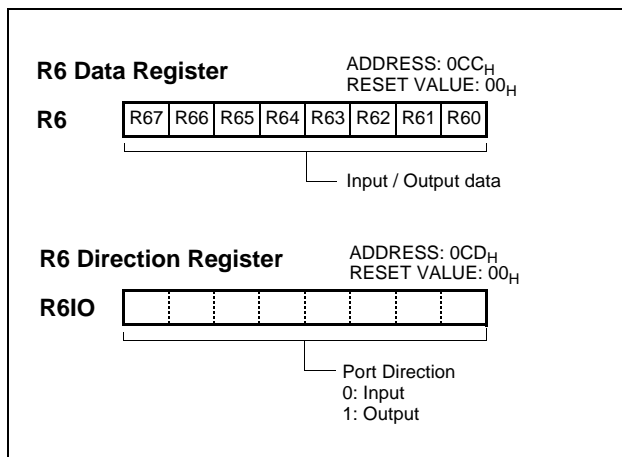 R6 Data Register
ADDRESS: 0CCH
RESET VALUE: 00H
R6
R67 R66 R65 R64 R63 R62 R61 R60
Input / Output data
R6 Direction Register
ADDRESS: 0CDH
RESET VALUE: 00H
R6IO
Port Direction
0: Input
1: Output